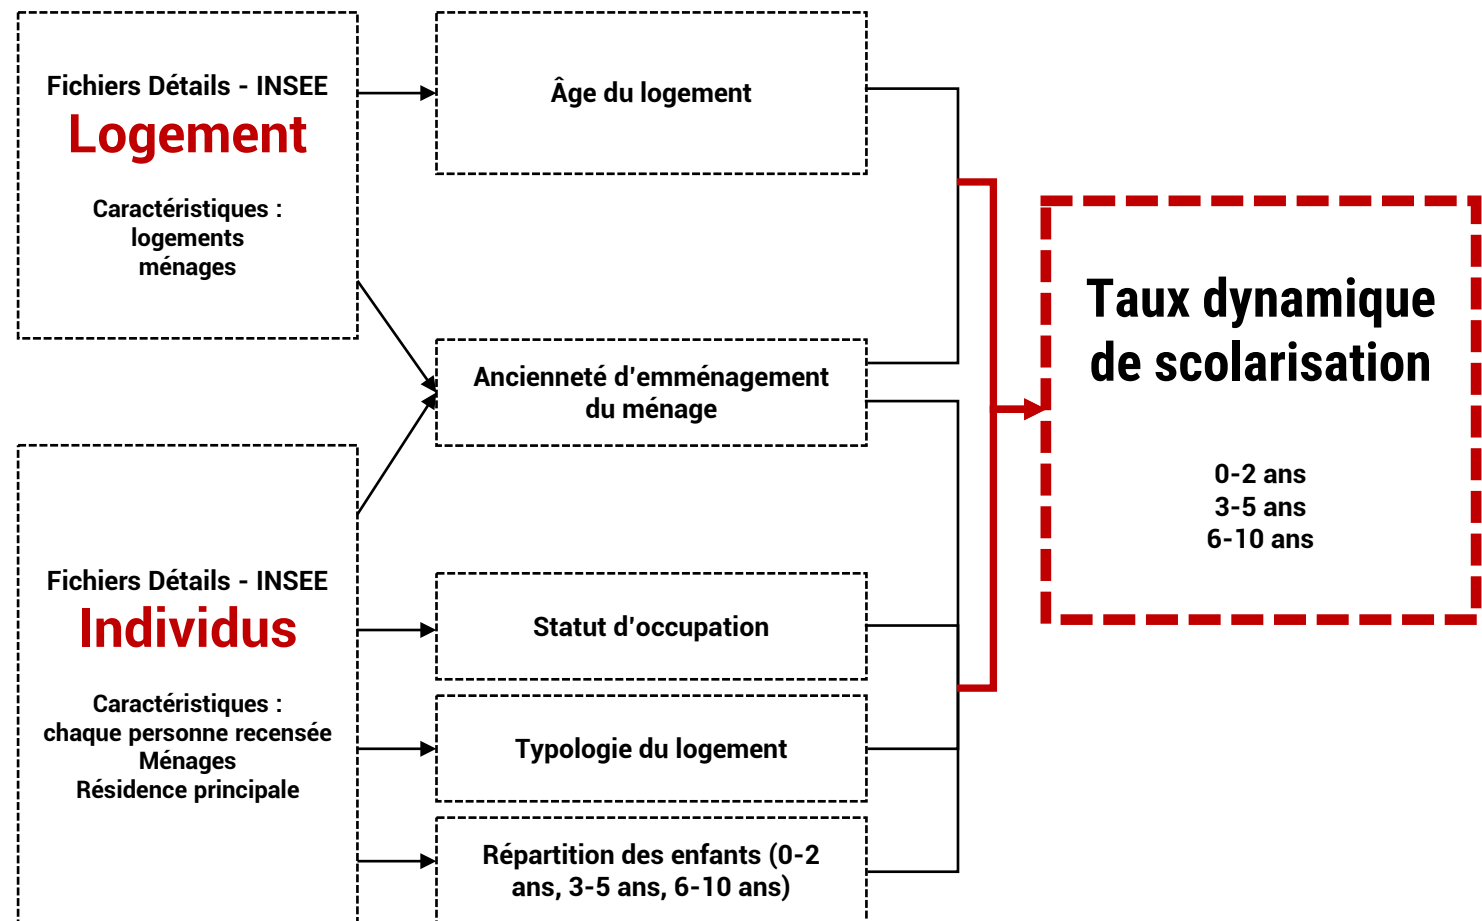 Fichiers Détails - INSEE
Logement
Caractéristiques :
logements
ménages
Fichiers Détails - INSEE
Individus
Caractéristiques :
chaque personne recensée
Ménages
Résidence principale
Âge du logement
Ancienneté d'emménagement
du ménage
Statut d'occupation
Typologie du logement
Répartition des enfants (0-2
ans, 3-5 ans, 6-10 ans)
Taux dynamique
de scolarisation
0-2 ans
3-5 ans
6-10 ans